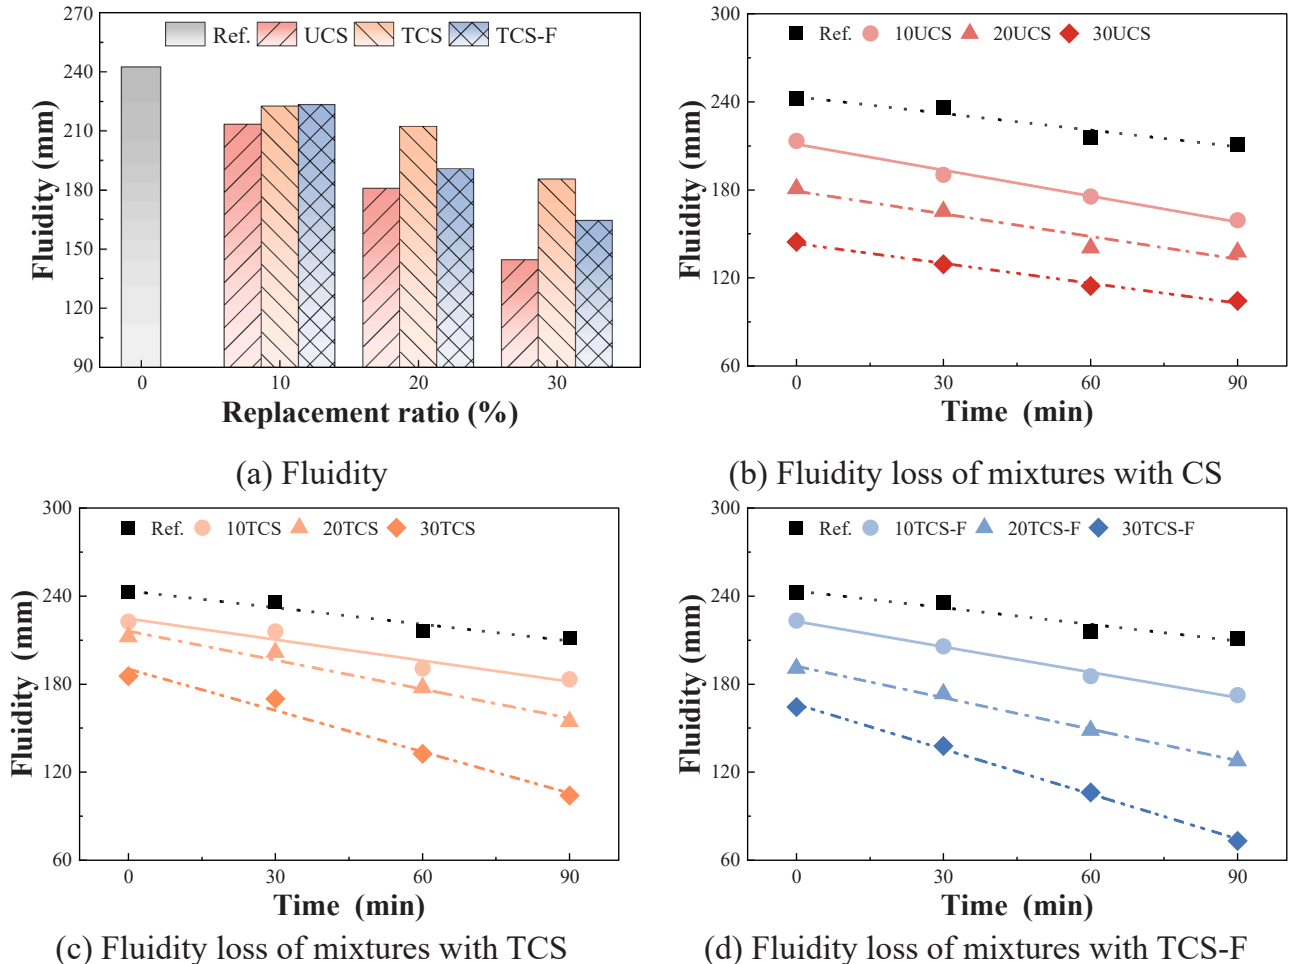 270
240
210
180
150
120
90
Fluidity (mm)
Ref. UCS TCS TCS-F
0 10 20 30
Replacement ratio (%)
(a) Fluidity
300
240
180
120
60
Fluidity (mm)
Ref. 10UCS 20UCS 30UCS
0 30 60 90
Time (min)
(b) Fluidity loss of mixtures with CS
300
240
180
120
60
Fluidity (mm)
Ref. 10TCS 20TCS 30TCS
0 30 60 90
Time (min)
(c) Fluidity loss of mixtures with TCS
300
240
180
120
60
Fluidity (mm)
Ref. 10TCS-F 20TCS-F 30TCS-F
0 30 60 90
Time (min)
(d) Fluidity loss of mixtures with TCS-F